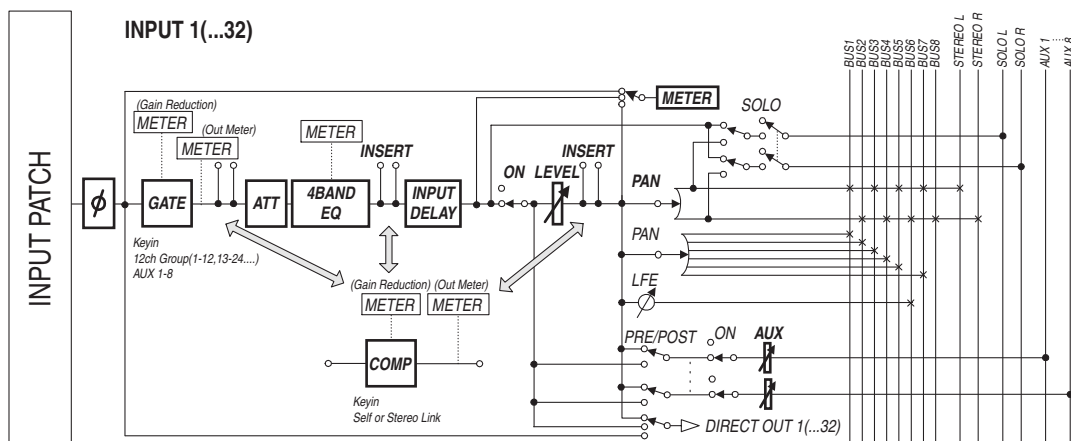 INPUT 1(...32)
INPUT PATCH
BUS1
BUS2
BUS3
BUS4
BUS5
BUS6
BUS7
BUS8
STEREO L
STEREO R
SOLO L
SOLO R
AUX 1
AUX 8
(Gain Reduction)
METER
(Out Meter)
METER
METER
INSERT
ON
LEVEL
INSERT
METER
SOLO
ϕ
GATE
ATT
4BAND
EQ
INPUT
DELAY
PAN
Keyin
12ch Group(1-12,13-24....)
AUX 1-8
PAN
(Gain Reduction)
(Out Meter)
METER
METER
LFE
COMP
Keyin
Self or Stereo Link
PRE/POST
ON
AUX
DIRECT OUT 1(...32)